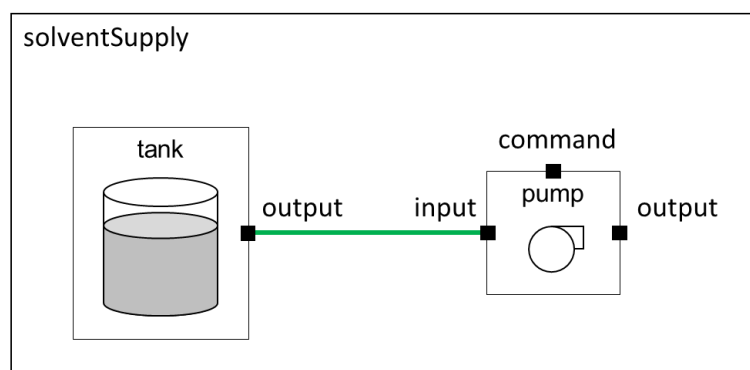 solventSupply
tank
command
pump
output
input
output